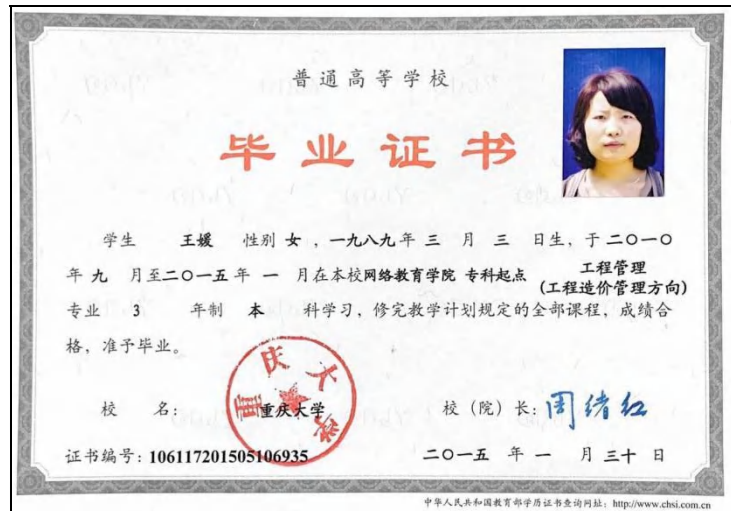 普通高等学校
毕业证书
学生 王媛 性别 女 ，一九八九年 三 月 三 日生，于 二〇一〇
年 九 月至二〇一五年 一 月在本校网络教育学院 专科起点 工程管理
(工程造价管理方向)
专业 3 年制 本 科学习，修完教学计划规定的全部课程，成绩合
格，准予毕业。
校 名： 重庆大学 校（院）长：周绪红
重庆大学
证书编号：106117201505106935 二〇一五 年 一 月 三十 日
中华人民共和国教育部学历证书查询网址：http://www.chsi.com.cn